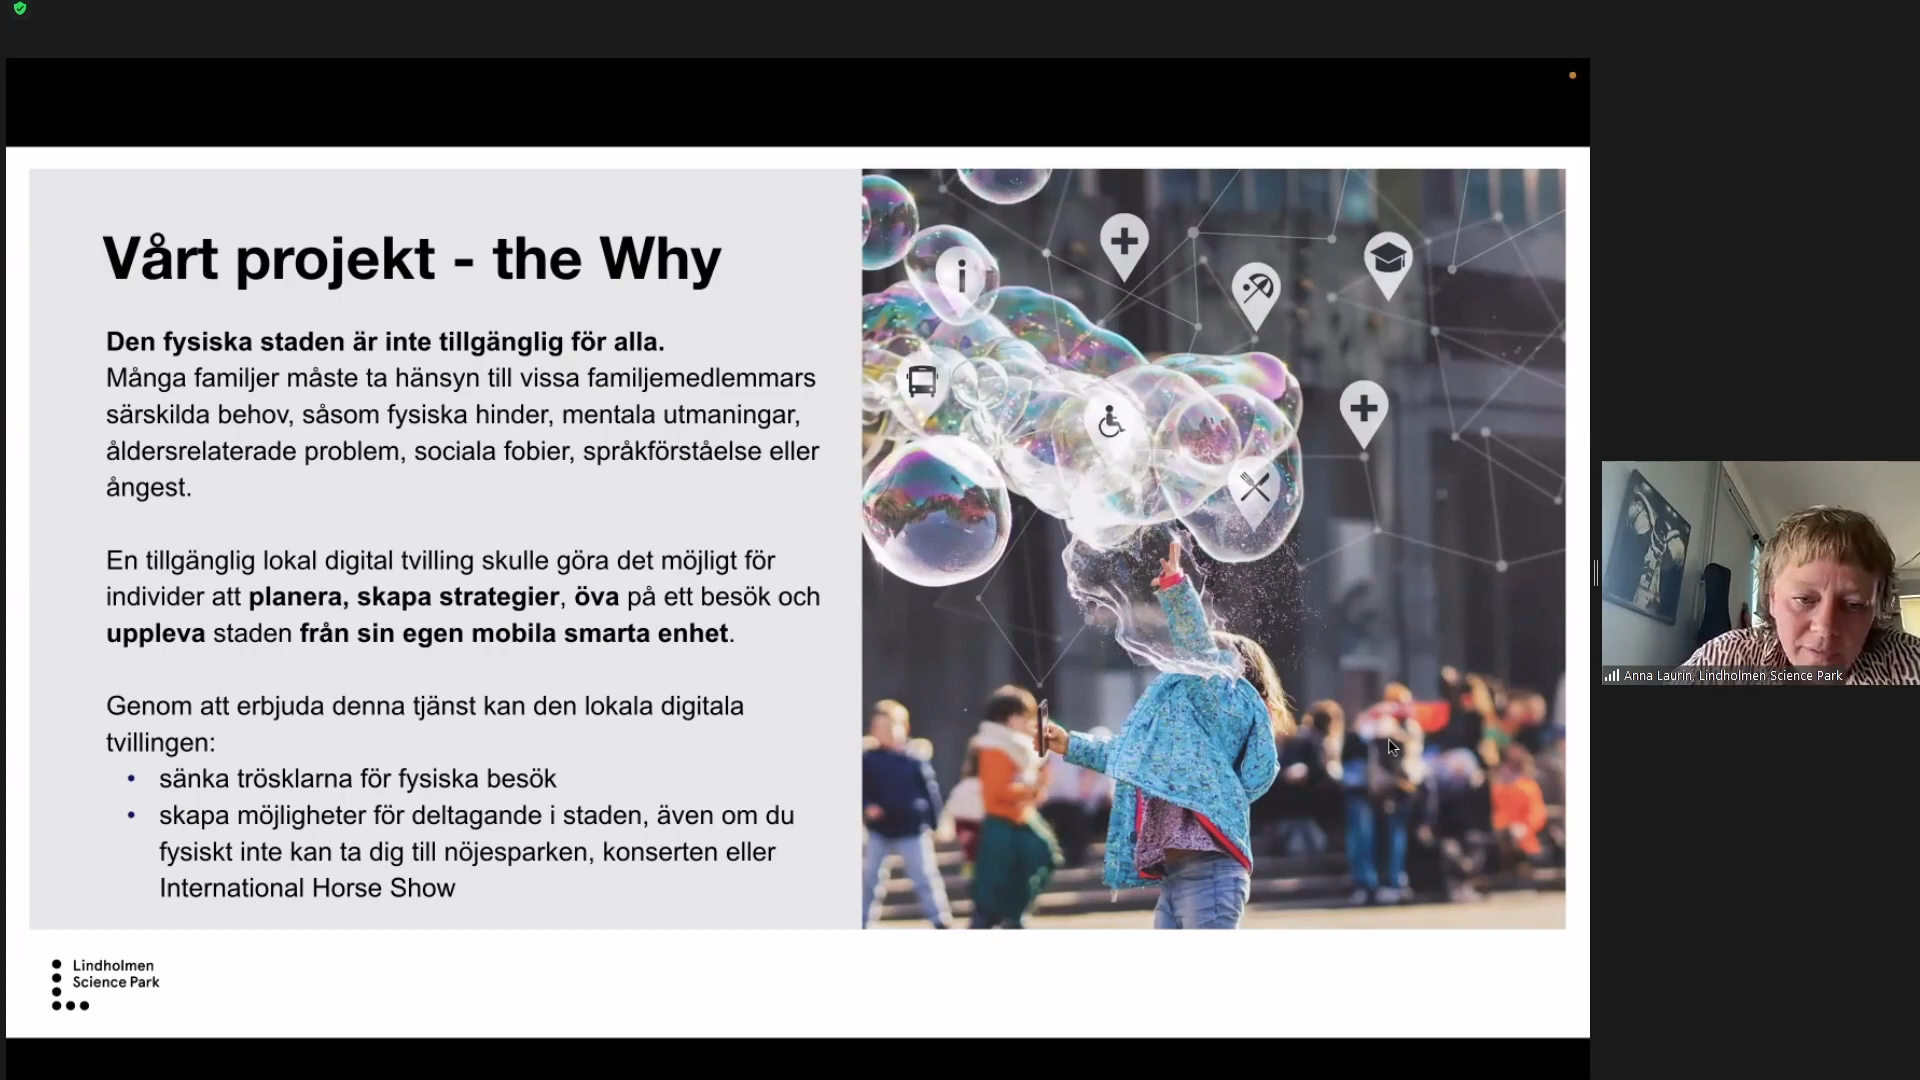 Vårt projekt - the Why
Den fysiska staden är inte tillgänglig för alla.
Många familjer måste ta hänsyn till vissa familjemedlemmars
särskilda behov, såsom fysiska hinder, mentala utmaningar,
åldersrelaterade problem, sociala fobier, språkförståelse eller
ångest.
En tillgänglig lokal digital tvilling skulle göra det möjligt för
individer att planera, skapa strategier, öva på ett besök och
uppleva staden från sin egen mobila smarta enhet.
Genom att erbjuda denna tjänst kan den lokala digitala
tvillingen:
• sänka trösklarna för fysiska besök
• skapa möjligheter för deltagande i staden, även om du
fysiskt inte kan ta dig till nöjesparken, konserten eller
International Horse Show
Lindholmen
Science Park
Anna Laurin, Lindholmen Science Park